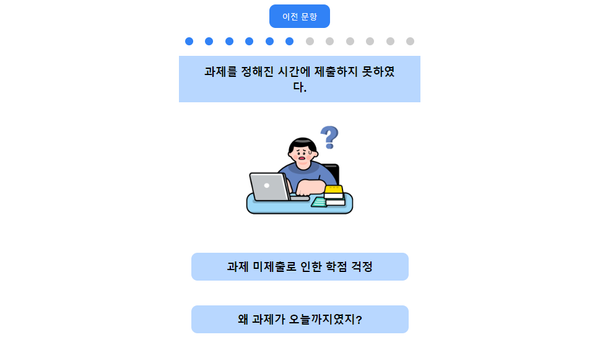 이전 문항
과제를 정해진 시간에 제출하지 못하였
다.
?
과제 미제출로 인한 학점 걱정
왜 과제가 오늘까지였지?